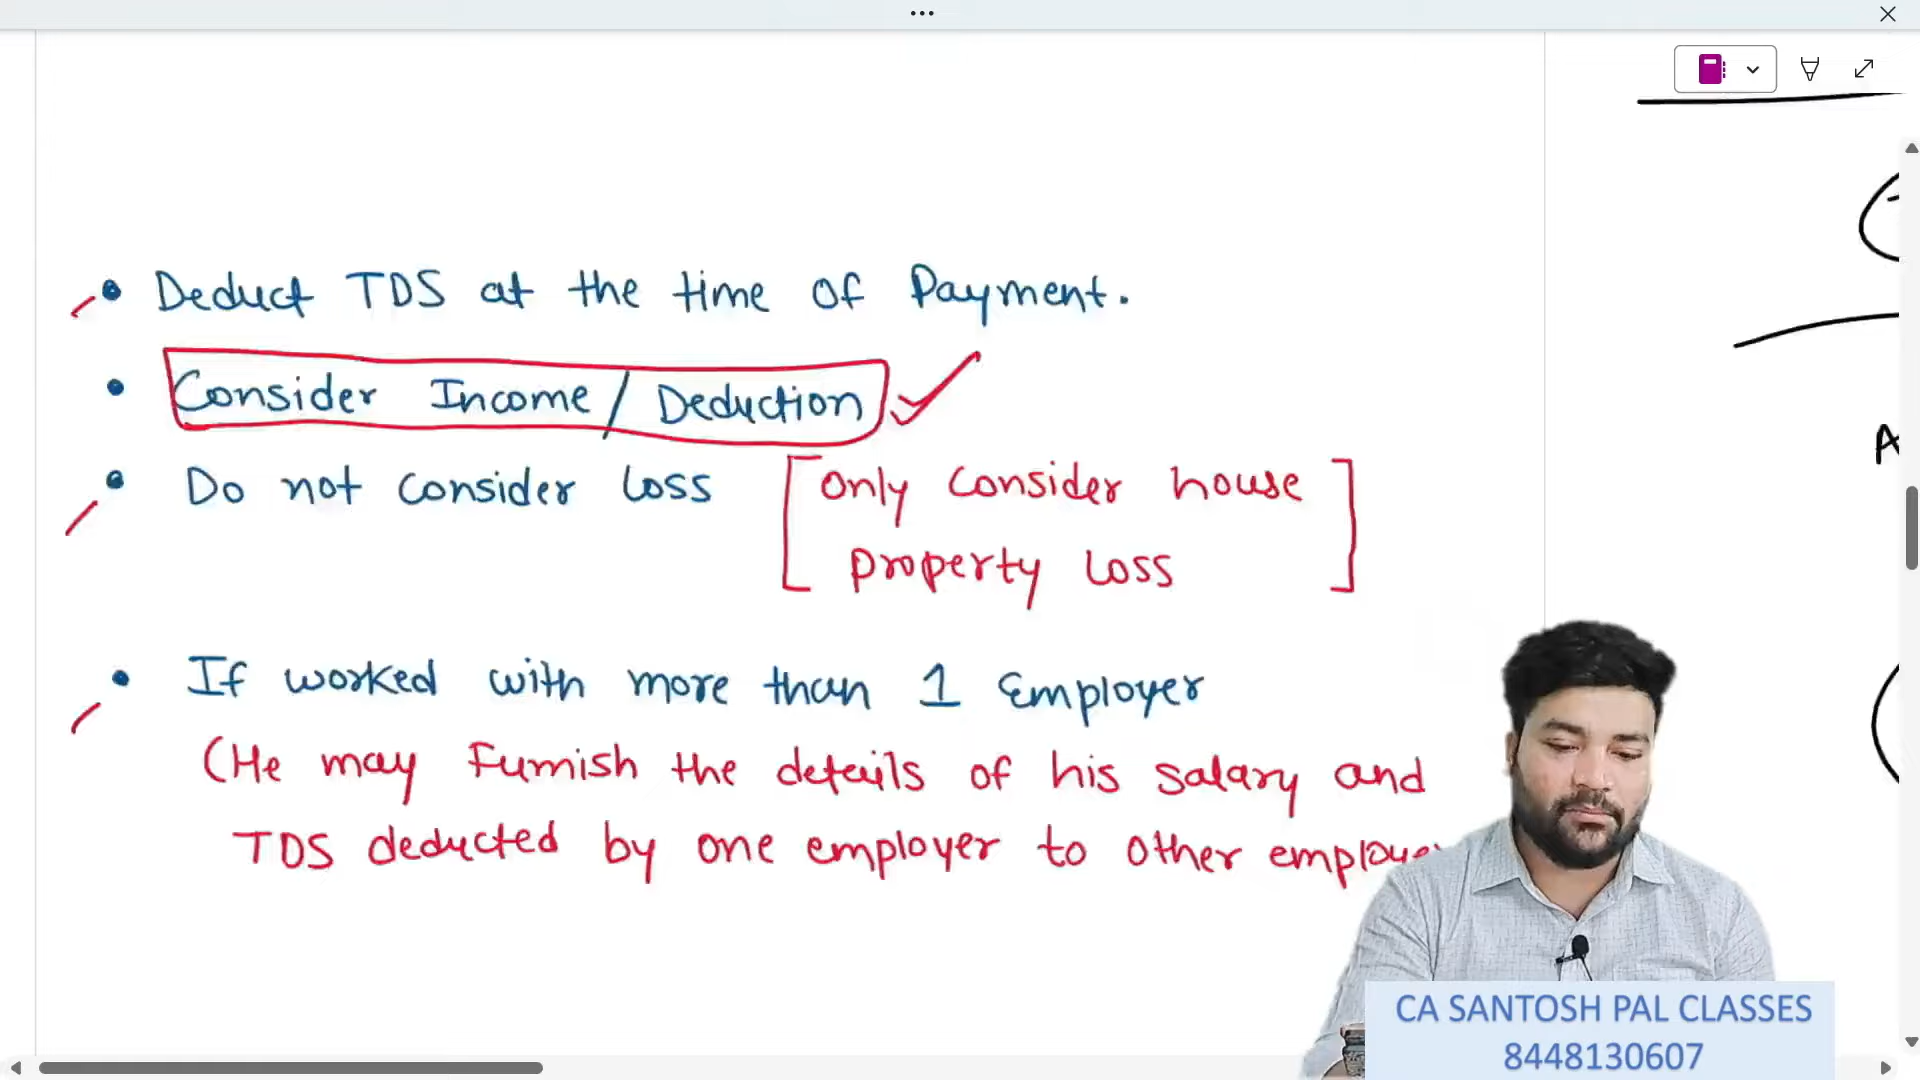 • Deduct TDS at the time of Payment.
• Consider Income / Deduction
• Do not consider loss [only consider house
property loss]
• If worked with more than 1 Employer
(He may Furnish the details of his salary and
TDS deducted by one employer to other employer
A
CA SANTOSH PAL CLASSES
8448130607